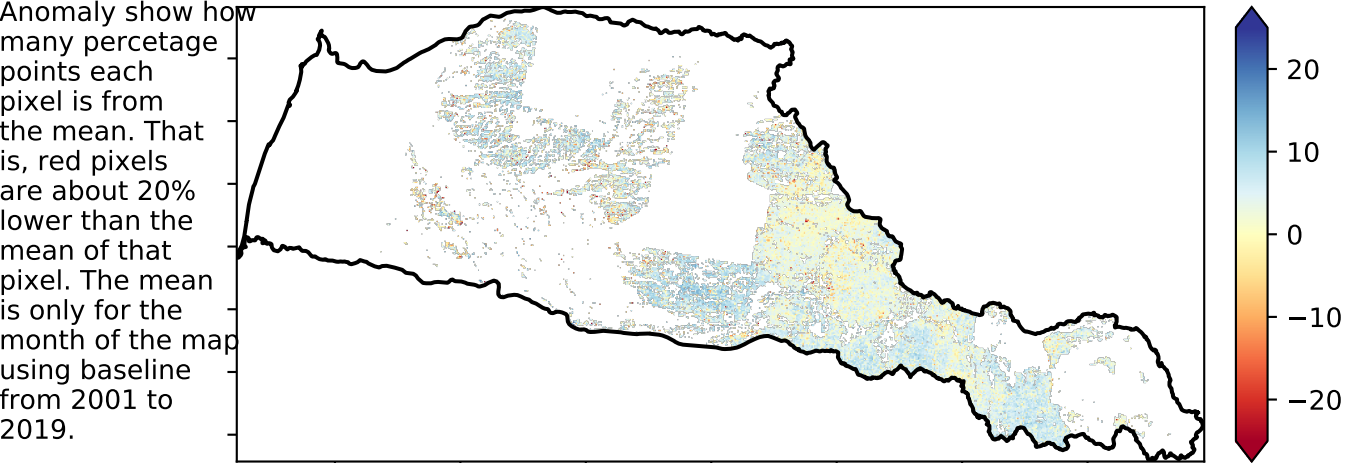 Anomaly show how
many percetage
points each
pixel is from
the mean. That
is, red pixels
are about 20%
lower than the
mean of that
pixel. The mean
is only for the
month of the map
using baseline
from 2001 to
2019.
20
10
0
−10
−20